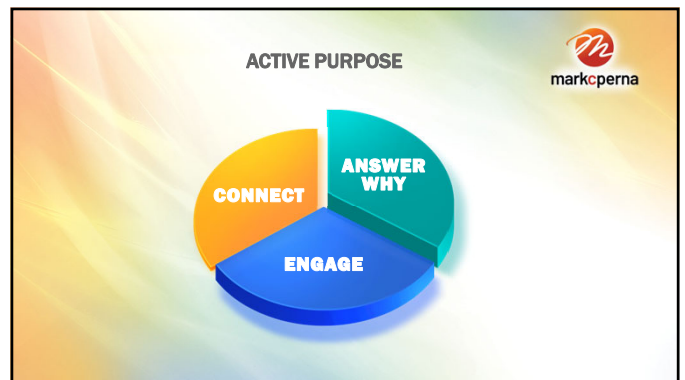 ACTIVE PURPOSE
markcperna
CONNECT
ANSWER
WHY
ENGAGE